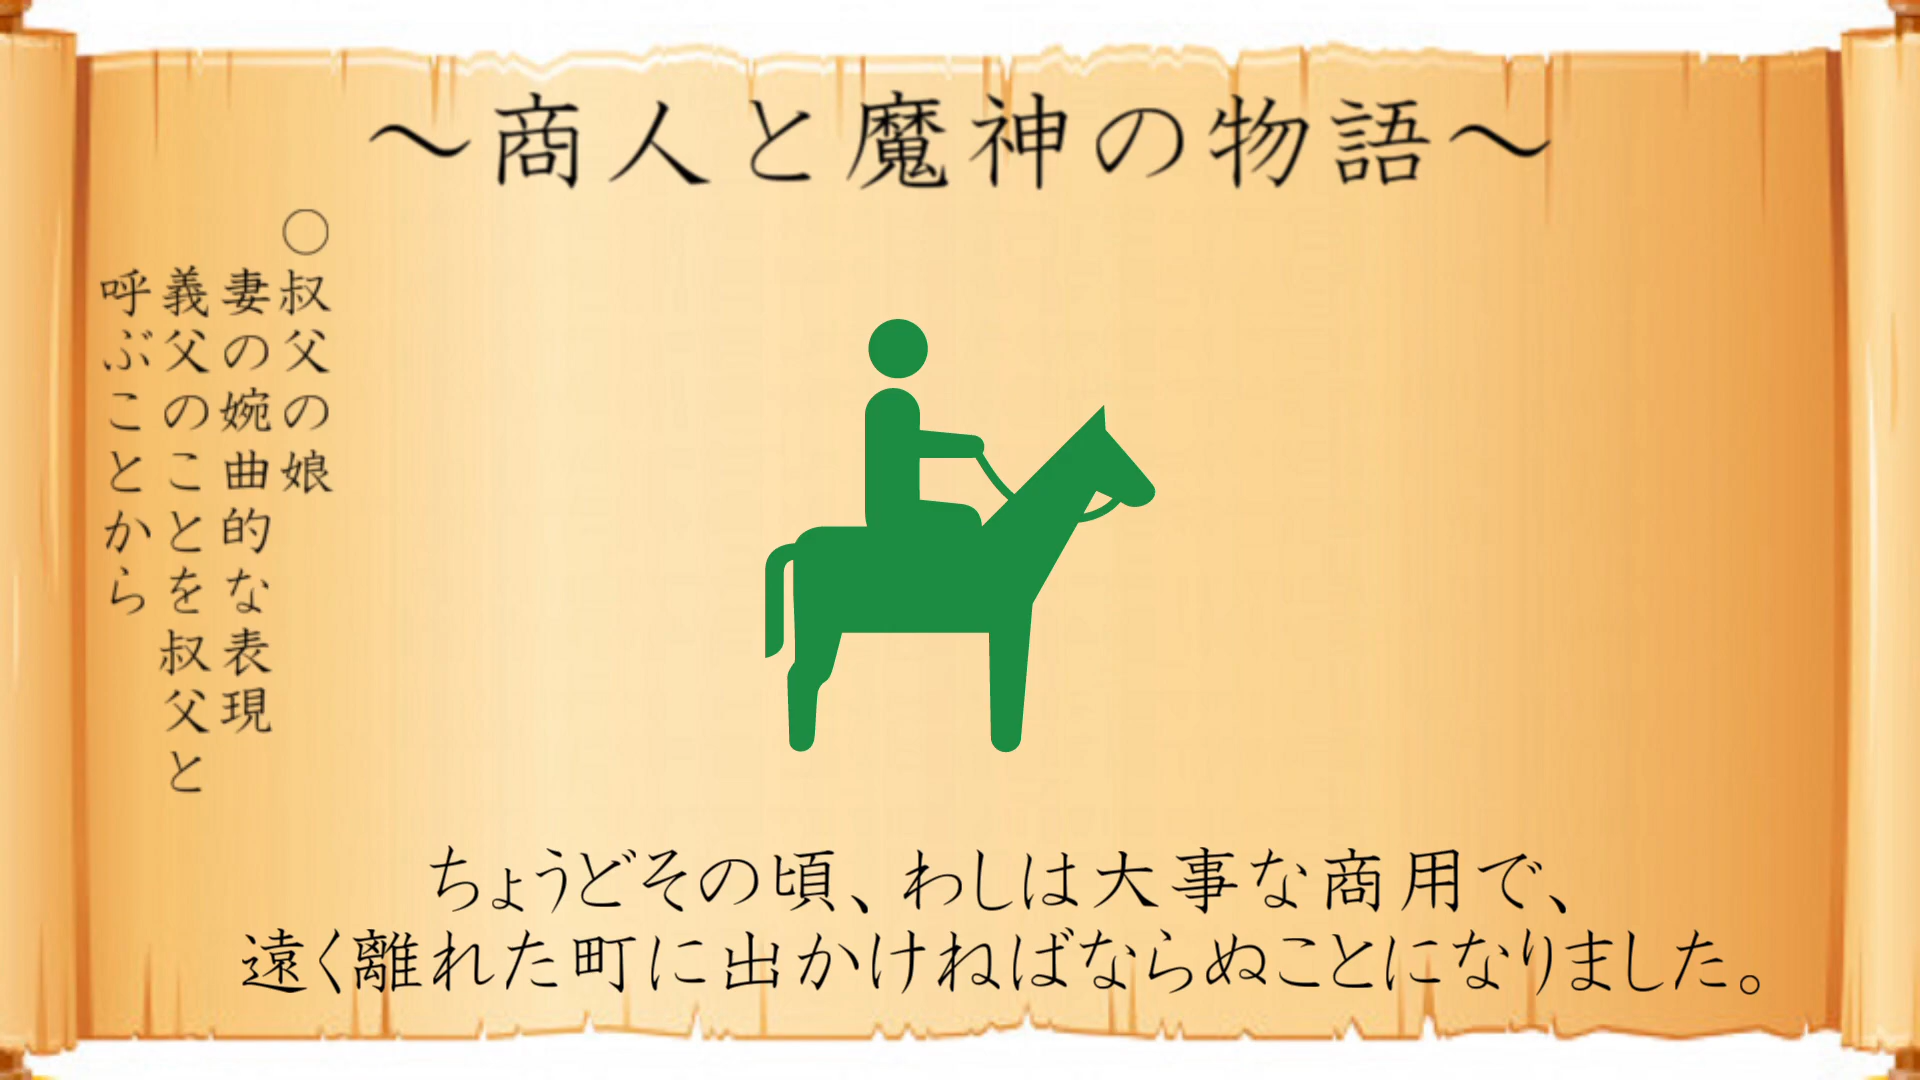 ～商人と魔神の物語～
○叔父の娘
妻の婉曲的な表現
義父のことを叔父と
呼ぶことから
ちょうどその頃、わしは大事な商用で、
遠く離れた町に出かけねばならぬことになりました。